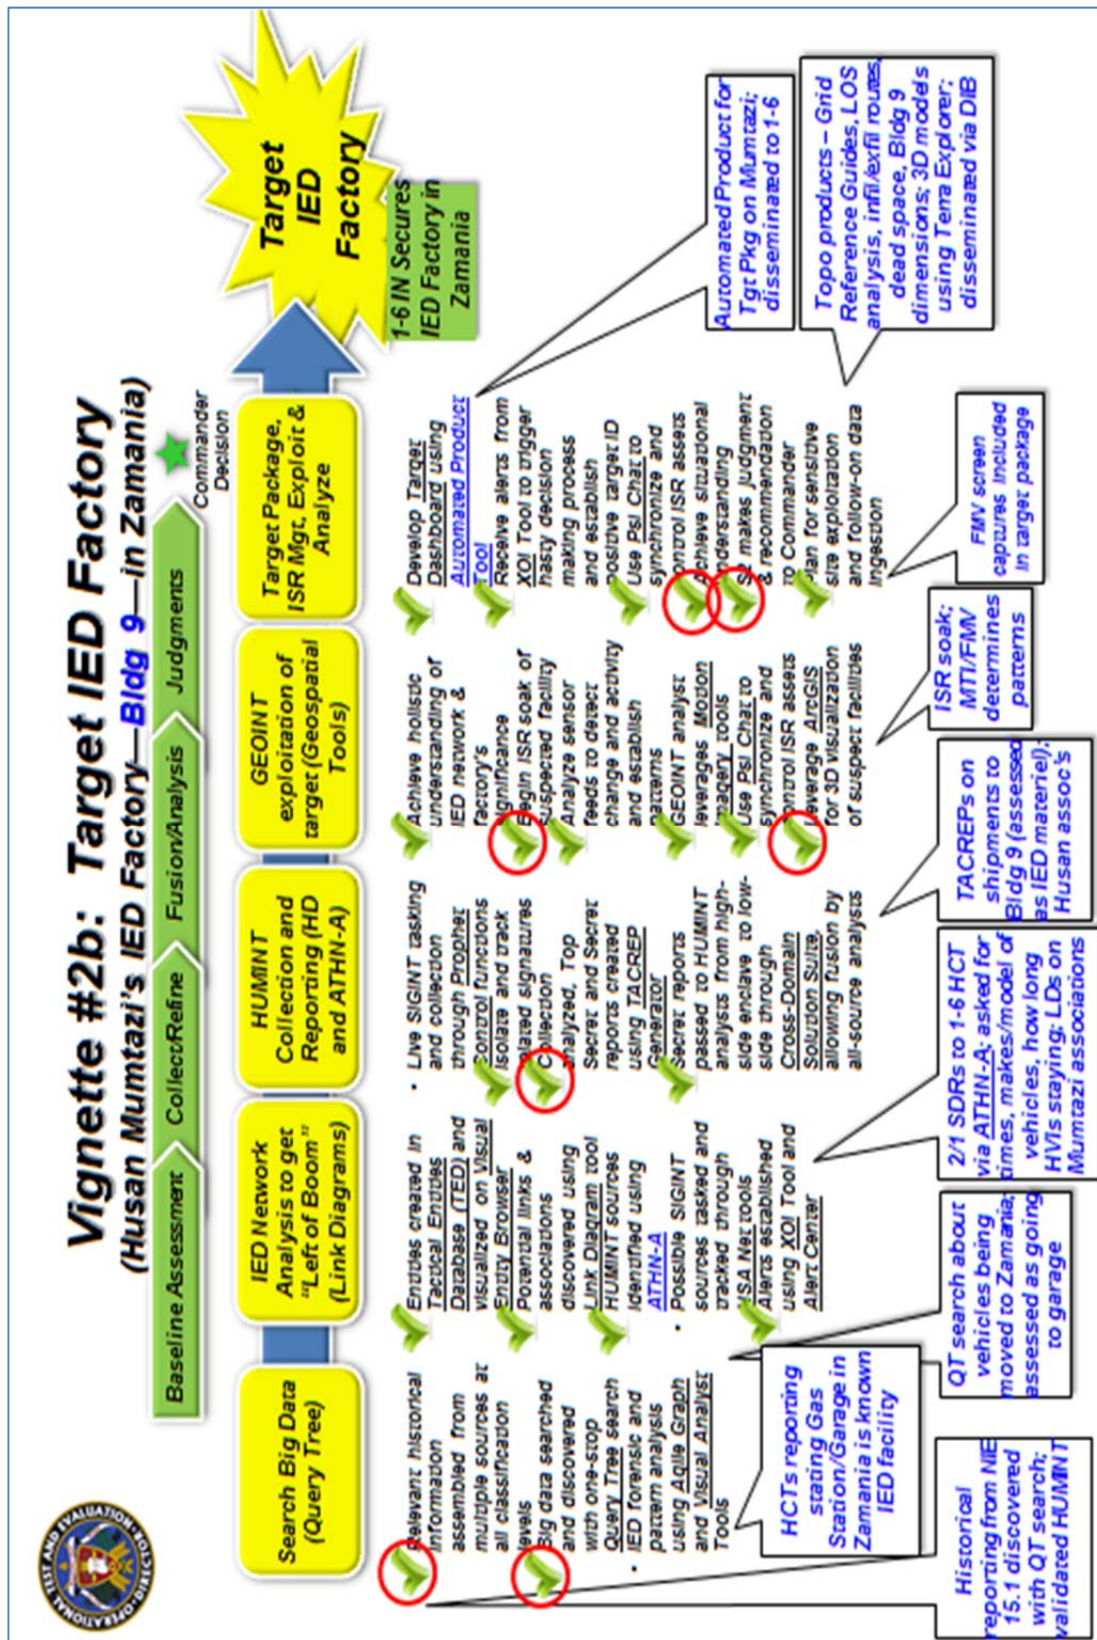 Vignette #2b: Target IED Factory
(Husan Mumtazi's IED Factory—Bldg 9—in Zamania)
Baseline Assessment
Collect/Refine
Fusion/Analysis
Judgments
Commander
Decision
Search Big Data
(Query Tree)
IED Network
Analysis to get
"Left of Boom"
(Link Diagrams)
HUMINT
Collection and
Reporting (HD
and ATHN-A)
GEOINT
exploitation of
target (Geospatial
Tools)
Target Package,
ISR Mgt, Exploit &
Analyze
Target
IED
Factory
1-6 IN Secures
IED Factory in
Zamania
Relevant historical
information
assembled from
multiple sources at
all classification
levels
Big data searched
and discovered
with one-stop
Query Tree search
• IED forensic and
pattern analysis
using Agile Graph
and Visual Analyst
Tools
Entities created in
Tactical Entities
Database (TED) and
visualized on Visual
Entity Browser
Potential links &
associations
discovered using
Link Diagram tool
HUMINT sources
identified using
ATHN-A
• Possible SIGINT
sources tasked and
tracked through
NSANet tools
Alerts established
using XOI Tool and
Alert Center
• Live SIGINT tasking
and collection
through Prophet
Control functions
Isolate and track
related signatures
Collection
analyzed, Top
Secret and Secret
reports created
using TACREP
Generator
Secret reports
passed to HUMINT
analysts from high-
side enclave to low-
side through
Cross-Domain
Solution Suite,
allowing fusion by
all-source analysts
Achieve holistic
understanding of
IED network &
factory's
significance
Begin ISR soak of
suspected facility
Analyze sensor
feeds to detect
change and activity
and establish
patterns
GEOINT analyst
leverages Motion
Imagery tools
Use Psi Chat to
synchronize and
control ISR assets
Leverage ArcGIS
for 3D visualization
of suspect facilities
Develop Target
Dashboard using
Automated Product
Tool
Receive alerts from
XOI Tool to trigger
hasty decision
making process
and establish
positive target ID
Use Psi Chat to
synchronize and
control ISR assets
Achieve situational
understanding
S2 makes judgment
& recommendation
to Commander
Plan for sensitive
site exploitation
and follow-on data
ingestion
Historical
reporting from NIE
15.1 discovered
with QT search;
validated HUMINT
HCTs reporting
stating Gas
Station/Garage in
Zamania is known
IED facility
QT search about
vehicles being
moved to Zamania;
assessed as going
to garage
2/1 SDRs to 1-6 HCT
via ATHN-A; asked for
times, makes/model of
vehicles, how long
HVIs staying; LDs on
Mumtazi associations
TACREPs on
shipments to
Bldg 9 (assessed
as IED materiel);
Husan assoc's
ISR soak;
MTI/FMV
determines
patterns
FMV screen
captures included
in target package
Automated Product for
Tgt Pkg on Mumtazi;
disseminated to 1-6
Topo products – Grid
Reference Guides, LOS
analysis, infil/exfil routes,
dead space, Bldg 9
dimensions; 3D models
using Terra Explorer;
disseminated via DIB